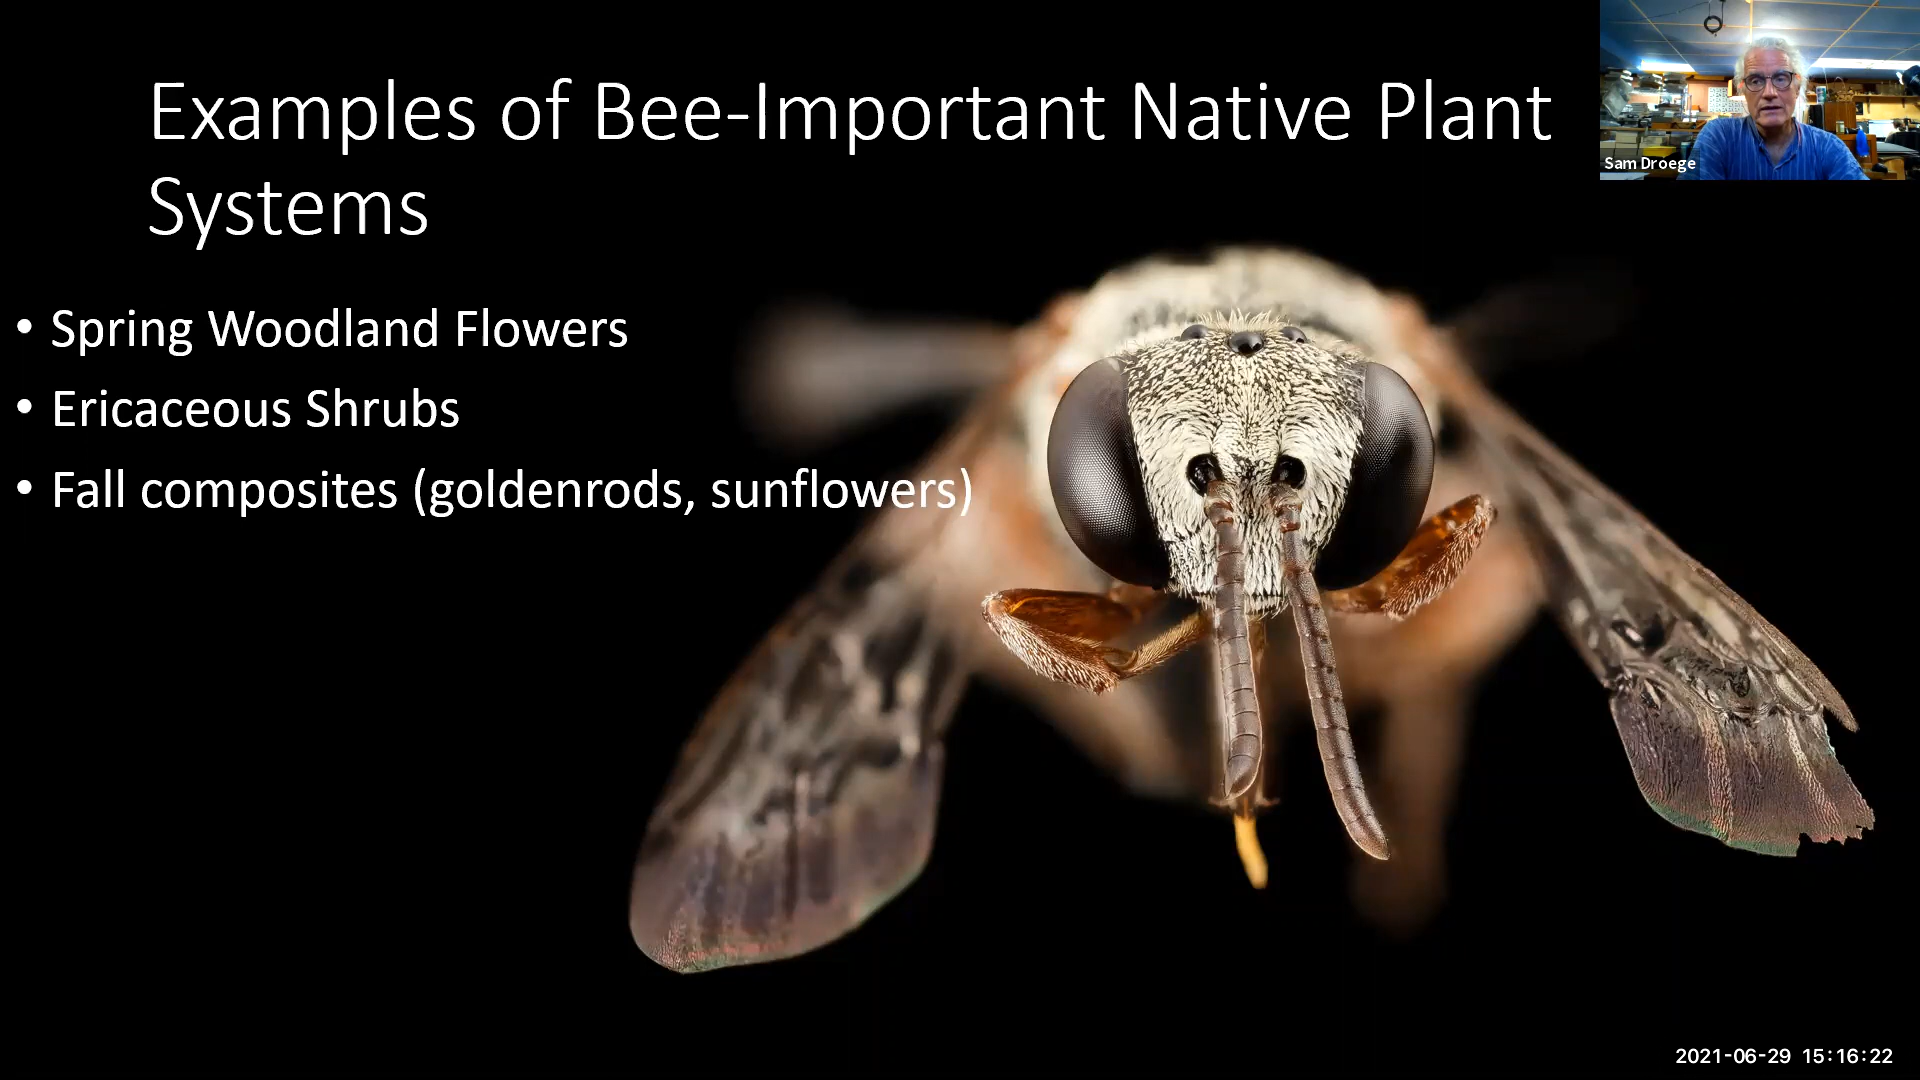 Examples of Bee-Important Native Plant
Systems
Sam Droege
• Spring Woodland Flowers
• Ericaceous Shrubs
• Fall composites (goldenrods, sunflowers)
2021-06-29 15:16:22